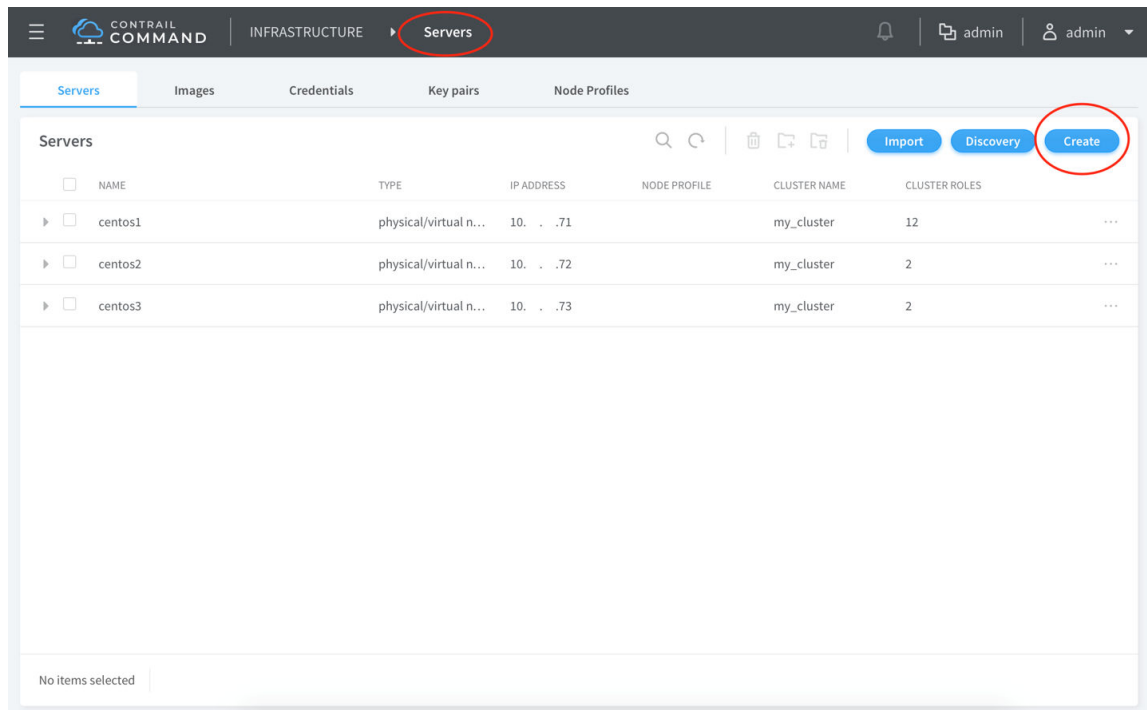 CONTRAIL COMMAND INFRASTRUCTURE Servers admin admin
Servers Images Credentials Key pairs Node Profiles
Servers Import Discovery Create
NAME TYPE IP ADDRESS NODE PROFILE CLUSTER NAME CLUSTER ROLES
centos1 physical/virtual n... 10. . .71 my_cluster 12 ...
centos2 physical/virtual n... 10. . .72 my_cluster 2 ...
centos3 physical/virtual n... 10. . .73 my_cluster 2 ...
No items selected